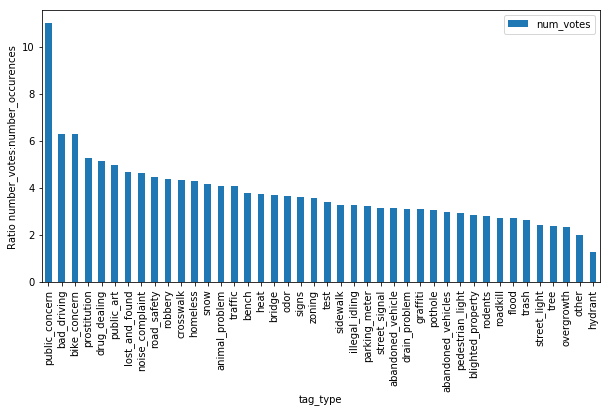 num_votes
Ratio number_votes:number_occurences
10
8
6
4
2
0
public_concern
bad_driving
bike_concern
prostitution
drug_dealing
public_art
lost_and_found
noise_complaint
road_safety
robbery
crosswalk
homeless
snow
animal_problem
traffic
bench
heat
bridge
odor
signs
zoning
test
sidewalk
illegal_idling
parking_meter
street_signal
abandoned_vehicle
drain_problem
graffiti
pothole
abandoned_vehicles
pedestrian_light
blighted_property
rodents
roadkill
flood
trash
street_light
tree
overgrowth
other
hydrant
tag_type